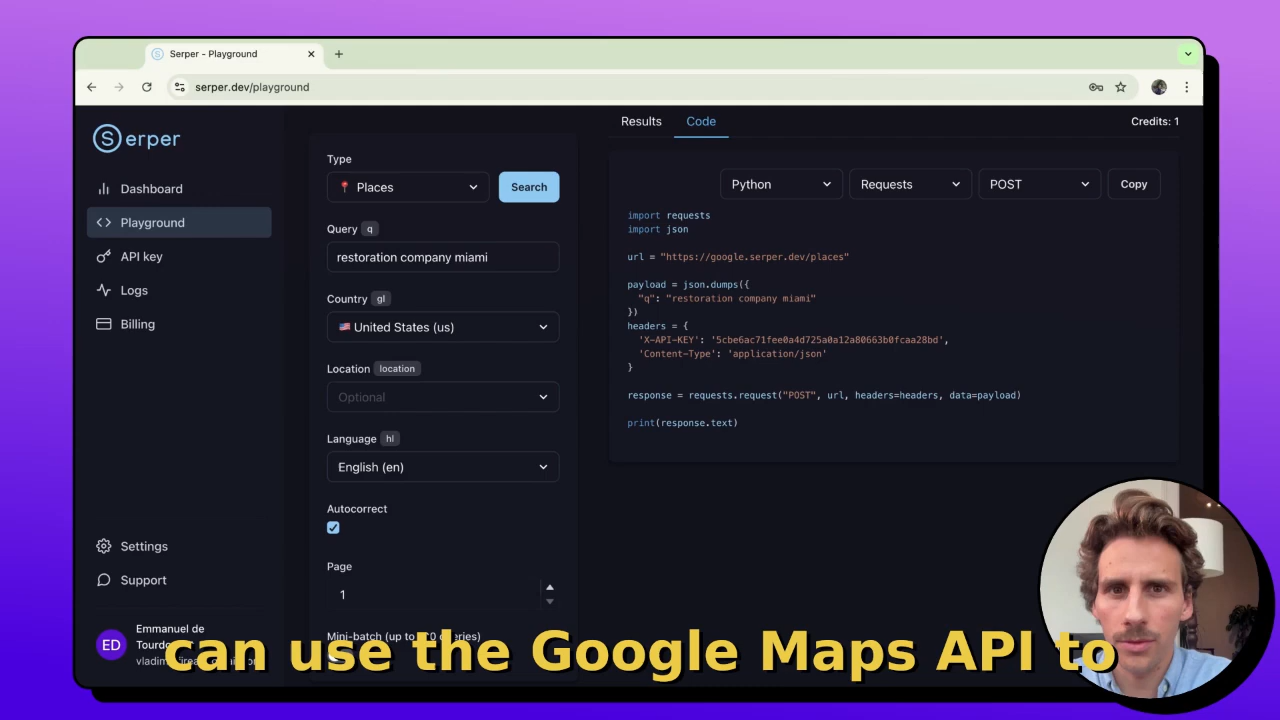 Serper - Playground
serper.dev/playground
Serper
Dashboard
Playground
API key
Logs
Billing
Settings
Support
ED
Emmanuel de
Type
Places
Search
Query q
restoration company miami
Country gl
United States (us)
Location location
Optional
Language hl
English (en)
Autocorrect
Page
1
Mini-batch (up to
Results
Code
Credits: 1
Python
Requests
POST
Copy
import requests
import json
url = "https://google.serper.dev/places"
payload = json.dumps({
"q": "restoration company miami"
})
headers = {
'X-API-KEY': '5cbe6ac71fee0a4d725a0a12a80663b0fcaa28bd',
'Content-Type': 'application/json'
}
response = requests.request("POST", url, headers=headers, data=payload)
print(response.text)
can use the Google Maps API to